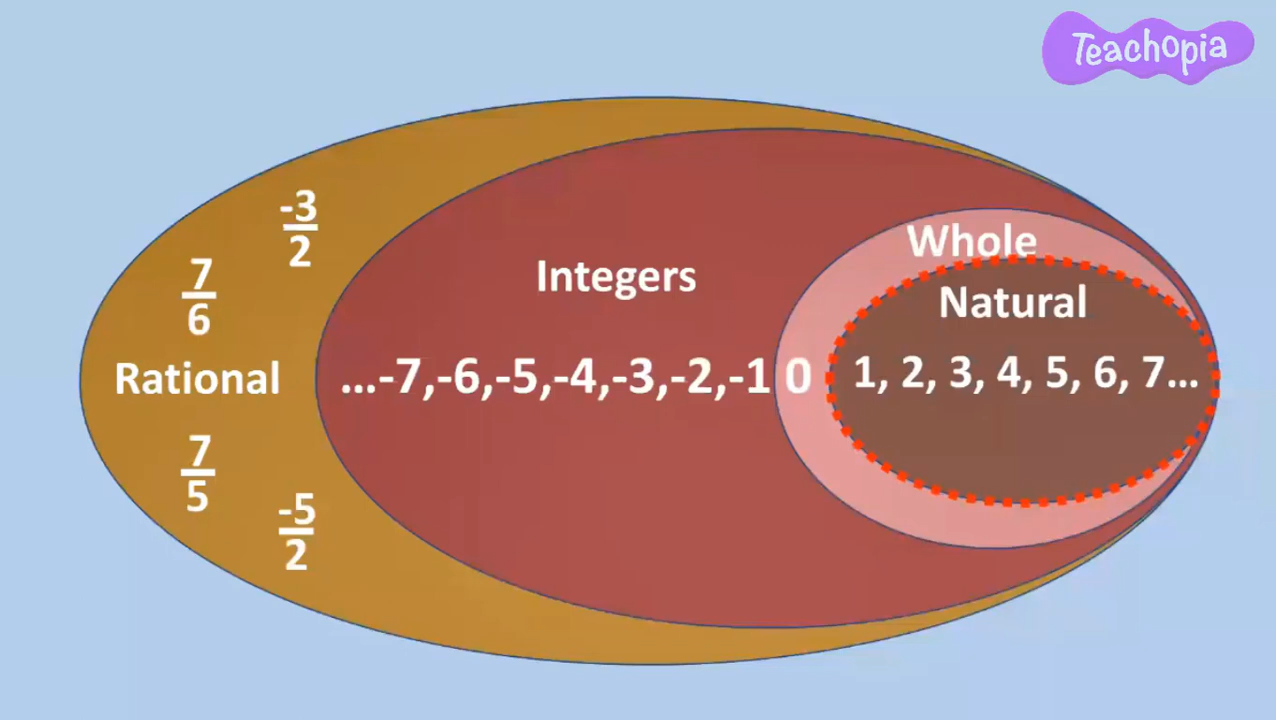 Teachopia
-3
2
7
6
Rational
7
5
-5
2
Integers
...-7,-6,-5,-4,-3,-2,-1
0
Whole
Natural
1, 2, 3, 4, 5, 6, 7...